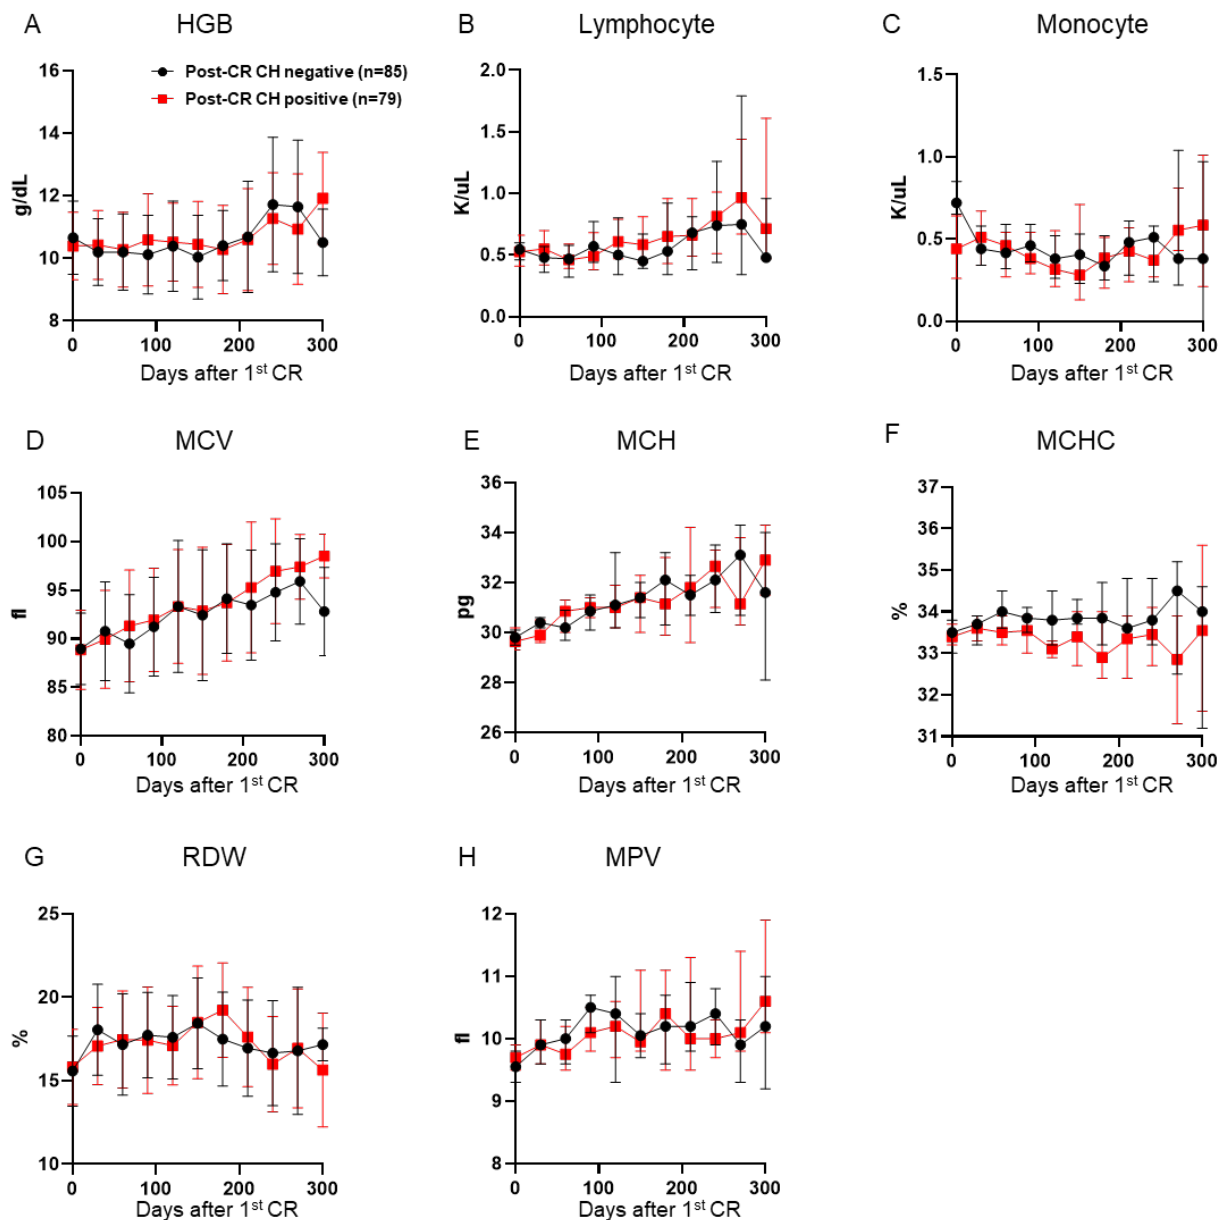 A HGB
B Lymphocyte
C Monocyte
Post-CR CH negative (n=85)
Post-CR CH positive (n=79)
g/dL
16
14
12
10
8
0 100 200 300
Days after 1st CR
K/uL
2.0
1.5
1.0
0.5
0.0
0 100 200 300
Days after 1st CR
K/uL
1.5
1.0
0.5
0.0
0 100 200 300
Days after 1st CR
D MCV
E MCH
F MCHC
fl
105
100
95
90
85
80
0 100 200 300
Days after 1st CR
pg
36
34
32
30
28
26
0 100 200 300
Days after 1st CR
%
37
36
35
34
33
32
31
0 100 200 300
Days after 1st CR
G RDW
H MPV
%
25
20
15
10
0 100 200 300
Days after 1st CR
fl
12
11
10
9
8
0 100 200 300
Days after 1st CR